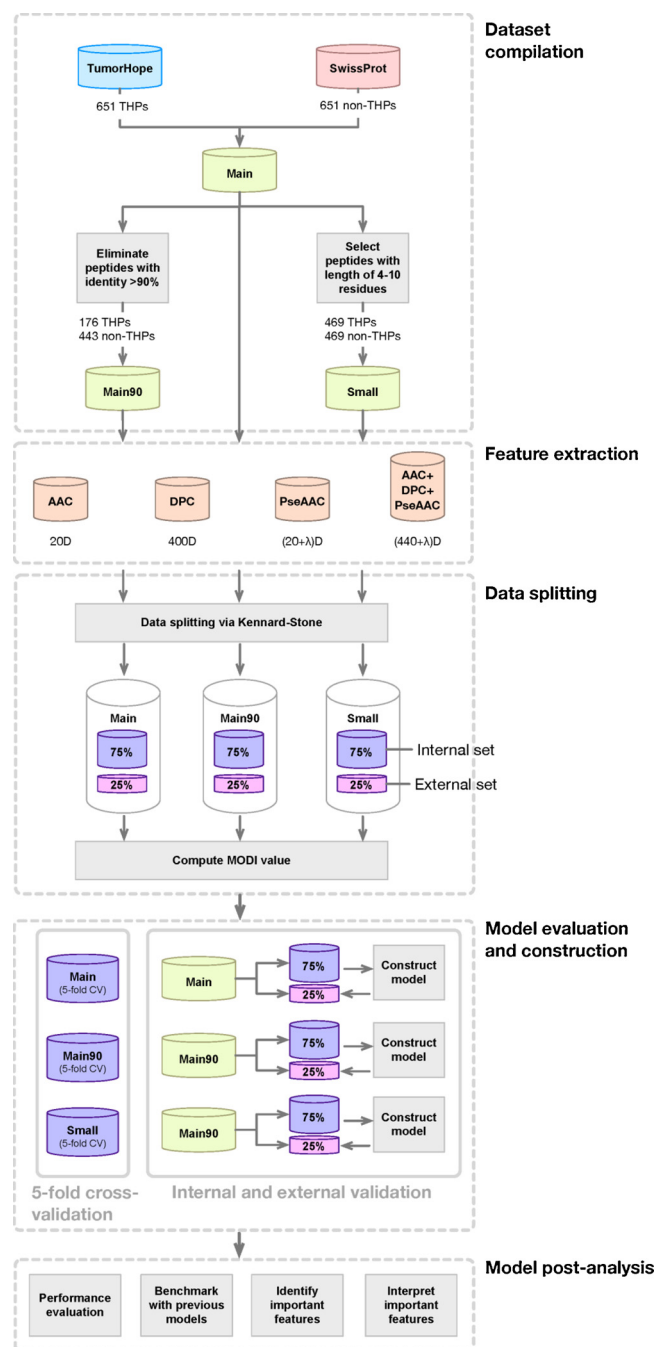 Dataset
compilation
TumorHope
SwissProt
651 THPs
651 non-THPs
Main
Eliminate
peptides with
identity >90%
Select
peptides with
length of 4-10
residues
176 THPs
443 non-THPs
469 THPs
469 non-THPs
Main90
Small
Feature extraction
AAC
DPC
PseAAC
AAC+
DPC+
PseAAC
20D
400D
(20+λ)D
(440+λ)D
Data splitting
Data splitting via Kennard-Stone
Main
Main90
Small
75%
75%
75%
Internal set
25%
25%
25%
External set
Compute MODI value
Model evaluation
and construction
Main
(5-fold CV)
Main90
(5-fold CV)
Small
(5-fold CV)
Main
75%
25%
Construct
model
Main90
75%
25%
Construct
model
Main90
75%
25%
Construct
model
5-fold cross-
validation
Internal and external validation
Model post-analysis
Performance
evaluation
Benchmark
with previous
models
Identify
important
features
Interpret
important
features